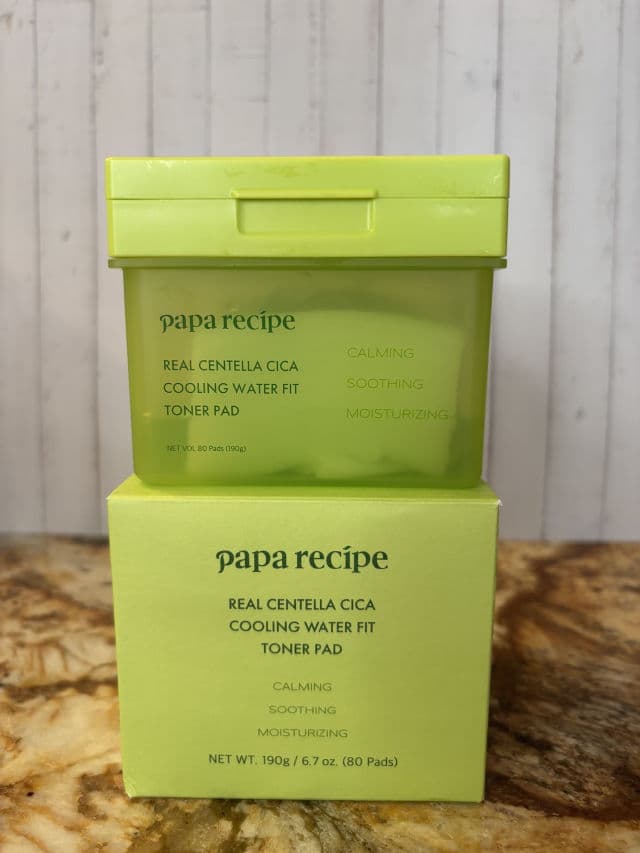 papa recipe
REAL CENTELLA CICA
COOLING WATER FIT
TONER PAD
NET VOL 80 Pads (190g)
CALMING
SOOTHING
MOISTURIZING
papa recipe
REAL CENTELLA CICA
COOLING WATER FIT
TONER PAD
CALMING
SOOTHING
MOISTURIZING
NET WT. 190g / 6.7 oz. (80 Pads)